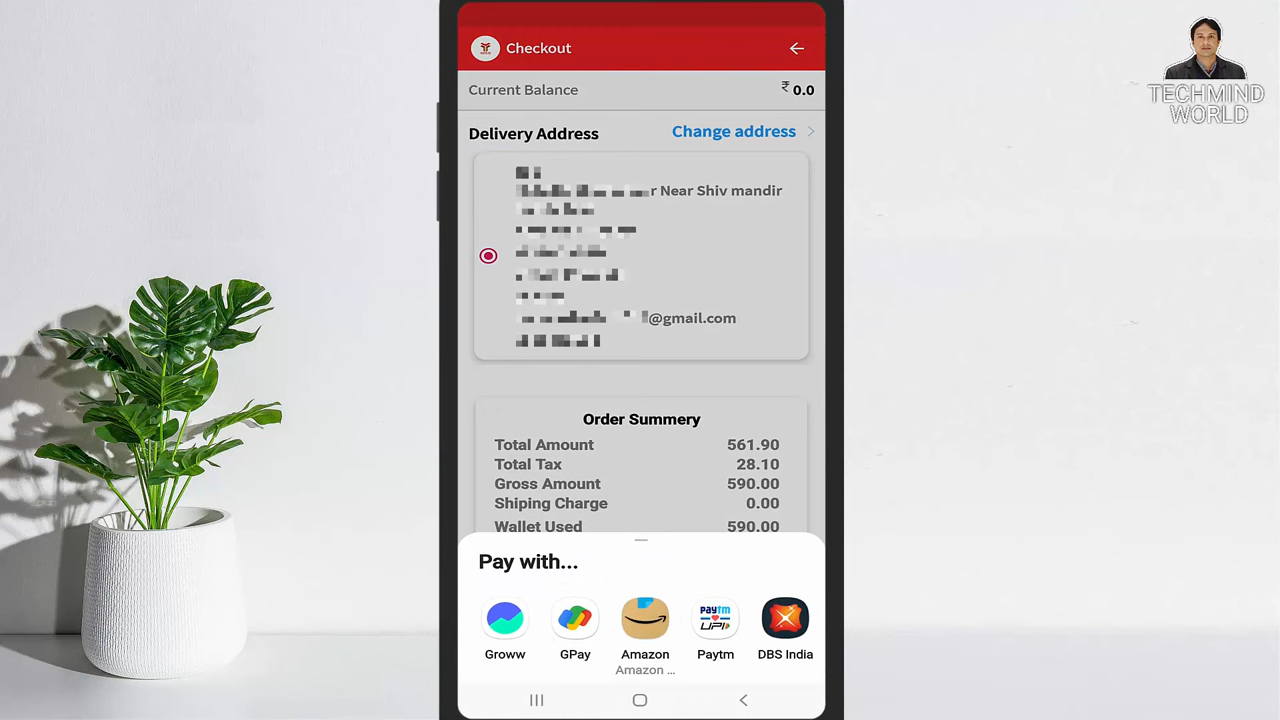 Checkout
TECHMIND
WORLD
Current Balance ₹ 0.0
Delivery Address Change address
Near Shiv mandir
@gmail.com
Order Summery
Total Amount 561.90
Total Tax 28.10
Gross Amount 590.00
Shiping Charge 0.00
Wallet Used 590.00
Pay with...
Groww GPay Amazon Paytm DBS India
Amazon ...